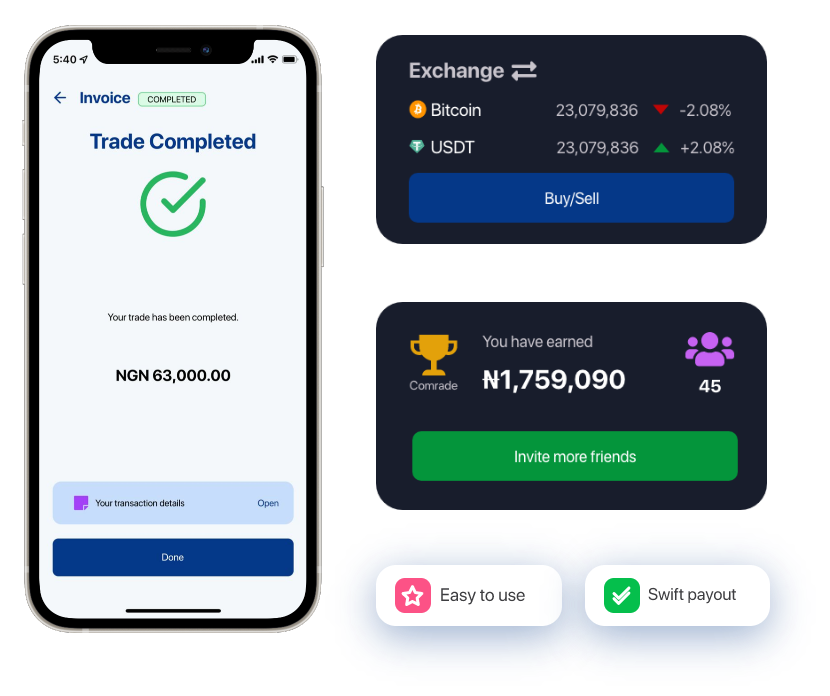 5:40
Invoice COMPLETED
Trade Completed
Your trade has been completed.
NGN 63,000.00
Your transaction details Open
Done
Exchange
Bitcoin 23,079,836 -2.08%
USDT 23,079,836 +2.08%
Buy/Sell
You have earned
Comrade ₦1,759,090 45
Invite more friends
Easy to use
Swift payout